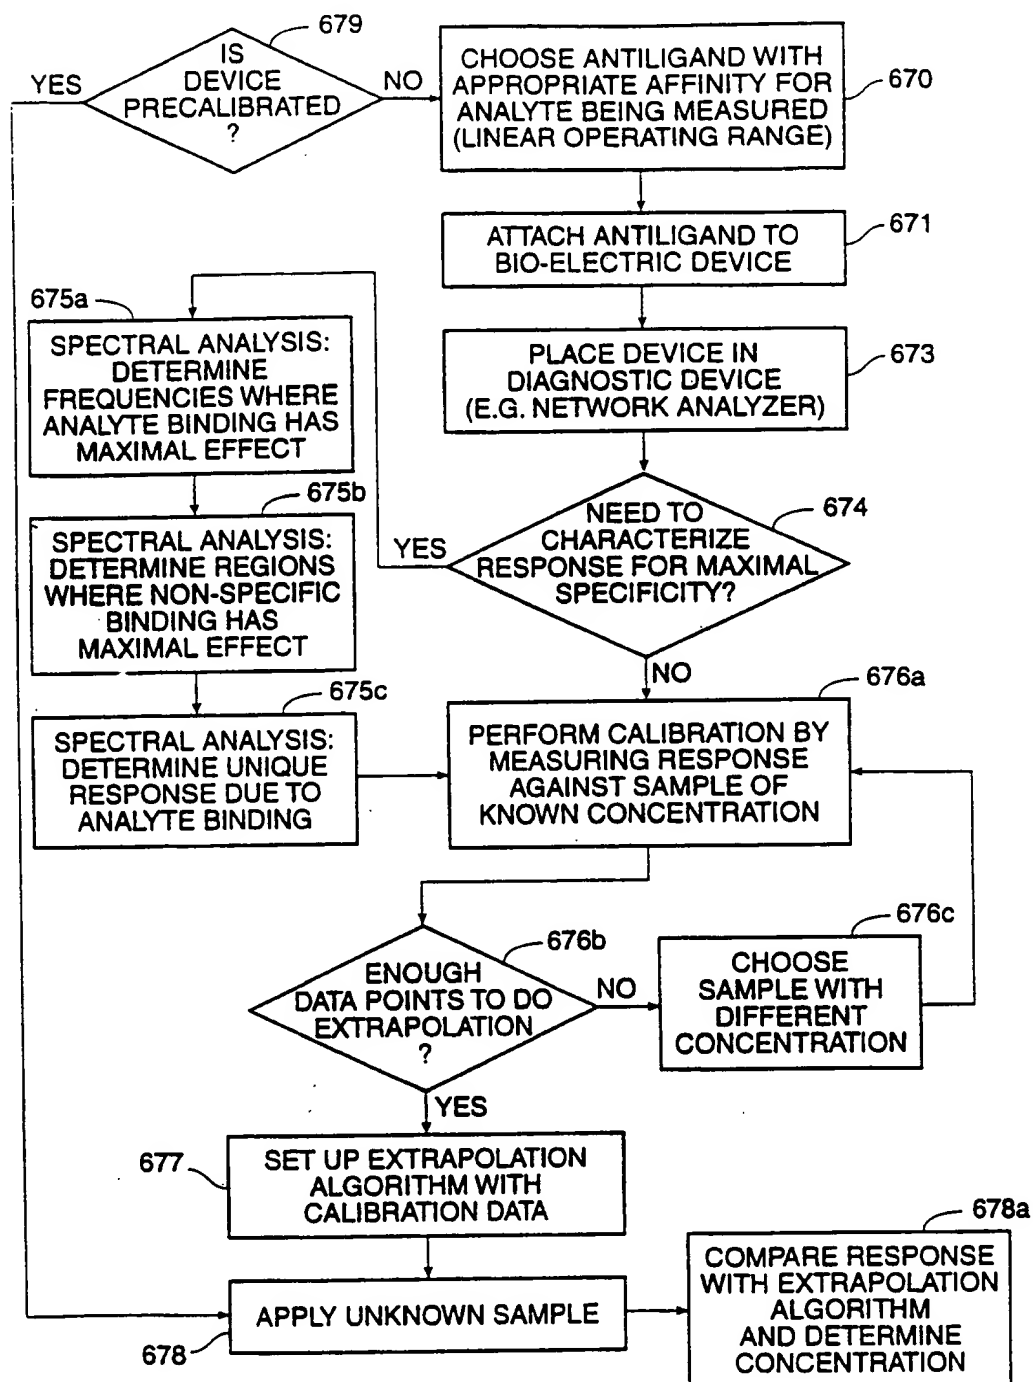 679
IS
DEVICE
PRECALIBRATED
?
YES
NO
CHOOSE ANTILIGAND WITH
APPROPRIATE AFFINITY FOR
ANALYTE BEING MEASURED
(LINEAR OPERATING RANGE)
670
ATTACH ANTILIGAND TO
BIO-ELECTRIC DEVICE
671
PLACE DEVICE IN
DIAGNOSTIC DEVICE
(E.G. NETWORK ANALYZER)
673
NEED TO
CHARACTERIZE
RESPONSE FOR MAXIMAL
SPECIFICITY?
674
YES
NO
675a
SPECTRAL ANALYSIS:
DETERMINE
FREQUENCIES WHERE
ANALYTE BINDING HAS
MAXIMAL EFFECT
675b
SPECTRAL ANALYSIS:
DETERMINE REGIONS
WHERE NON-SPECIFIC
BINDING HAS
MAXIMAL EFFECT
675c
SPECTRAL ANALYSIS:
DETERMINE UNIQUE
RESPONSE DUE TO
ANALYTE BINDING
676a
PERFORM CALIBRATION BY
MEASURING RESPONSE
AGAINST SAMPLE OF
KNOWN CONCENTRATION
676b
ENOUGH
DATA POINTS TO DO
EXTRAPOLATION
?
NO
YES
676c
CHOOSE
SAMPLE WITH
DIFFERENT
CONCENTRATION
677
SET UP EXTRAPOLATION
ALGORITHM WITH
CALIBRATION DATA
APPLY UNKNOWN SAMPLE
678
678a
COMPARE RESPONSE
WITH EXTRAPOLATION
ALGORITHM
AND DETERMINE
CONCENTRATION